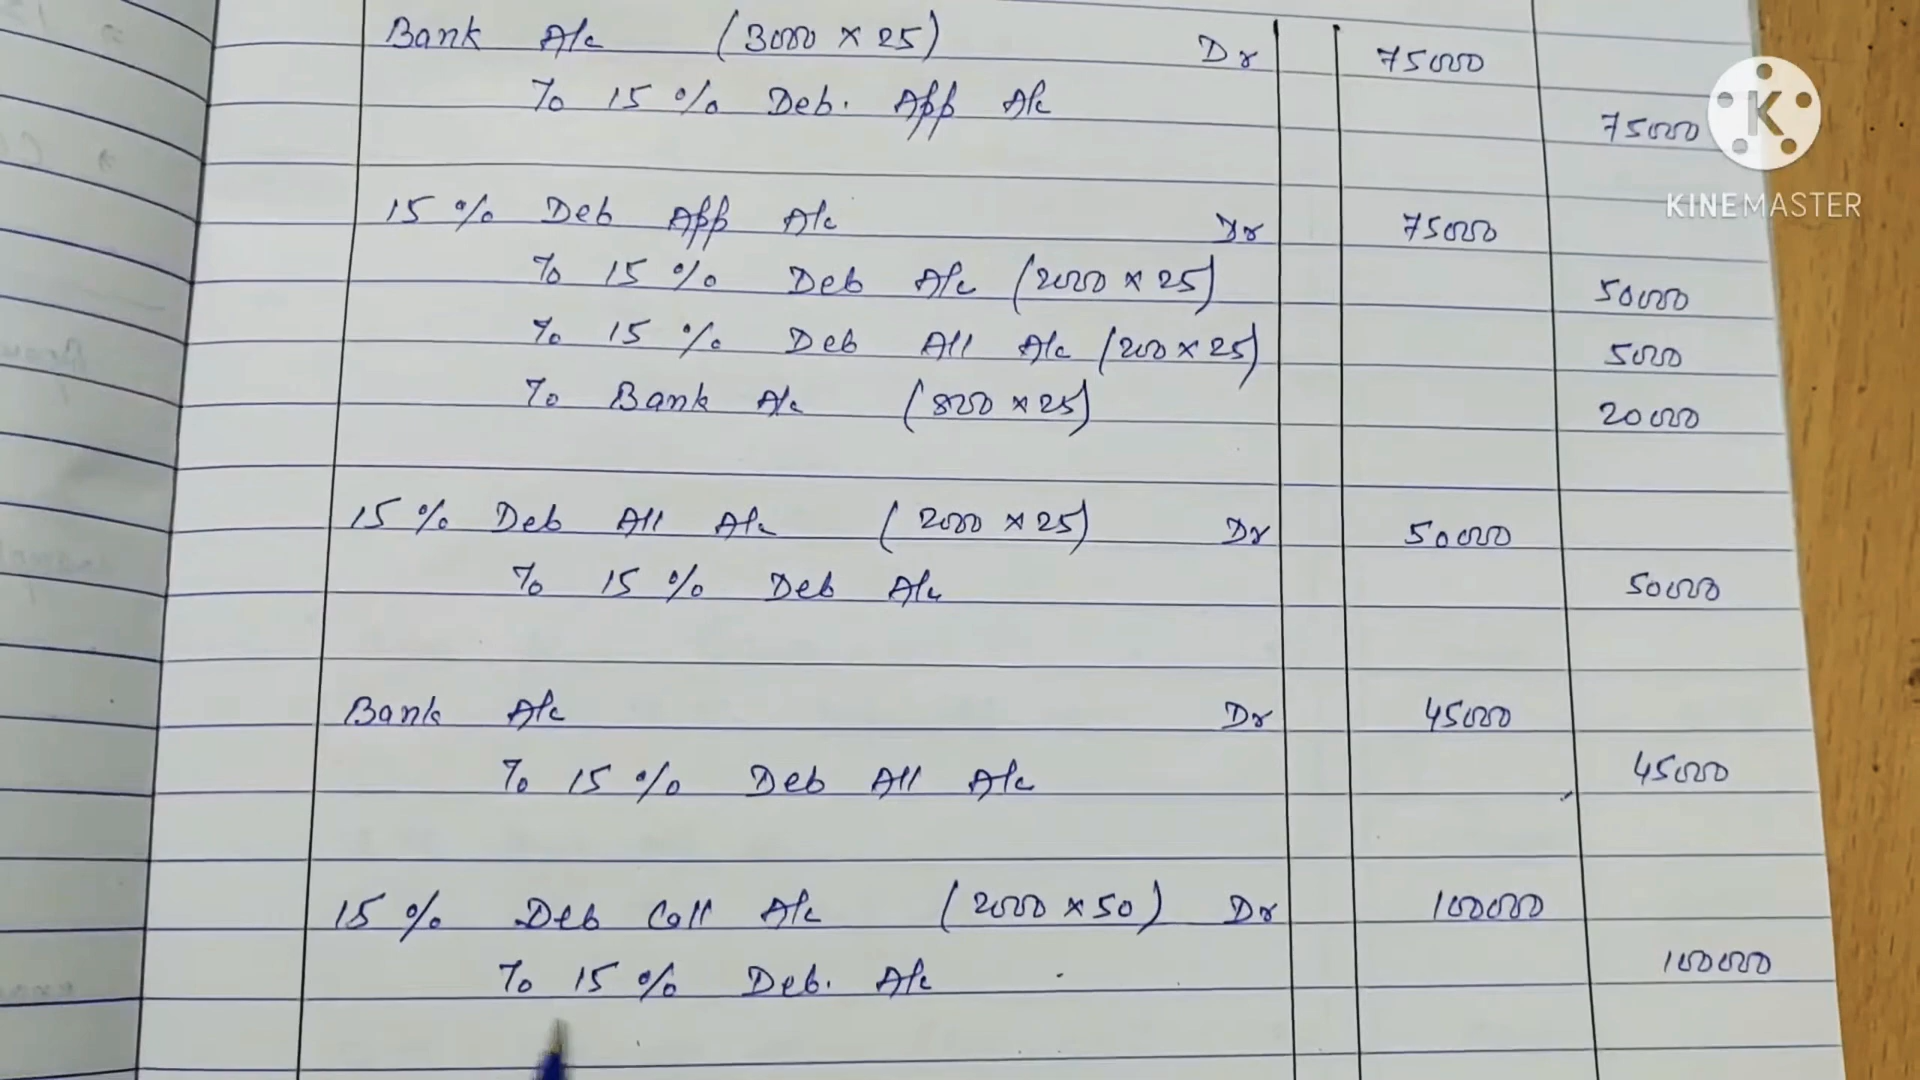 Bank A/c (3000 × 25) Dr 75000
To 15 % Deb. App A/c 75000
K
KINEMASTER
15 % Deb App A/c Dr 75000
To 15 % Deb A/c (2000 × 25) 50000
To 15 % Deb All A/c (200 × 25) 5000
To Bank A/c (800 × 25) 20000
15 % Deb All A/c (2000 × 25) Dr 50000
To 15 % Deb A/c 50000
Bank A/c Dr 45000
To 15 % Deb All A/c 45000
15 % Deb Call A/c (2000 × 50) Dr 100000
To 15 % Deb. A/c 100000